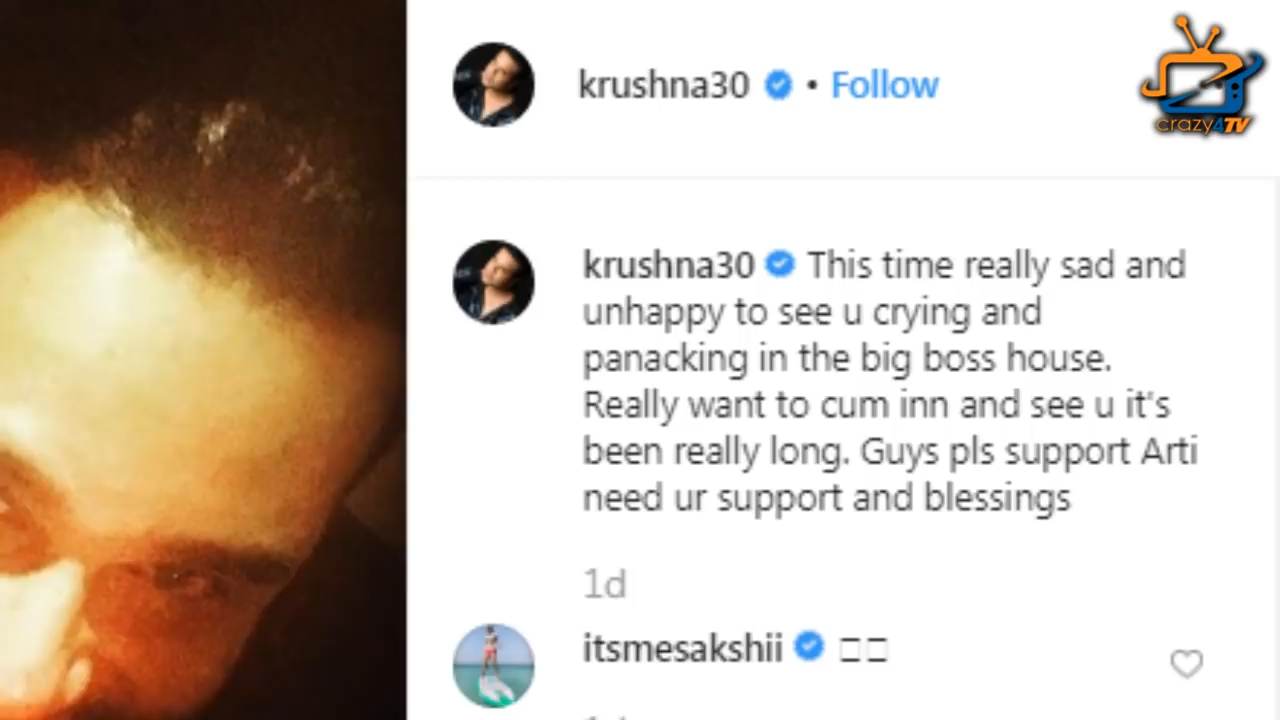 krushna30 • Follow
crazy4TV
krushna30 This time really sad and
unhappy to see u crying and
panacking in the big boss house.
Really want to cum inn and see u it's
been really long. Guys pls support Arti
need ur support and blessings
1d
itsmesakshii